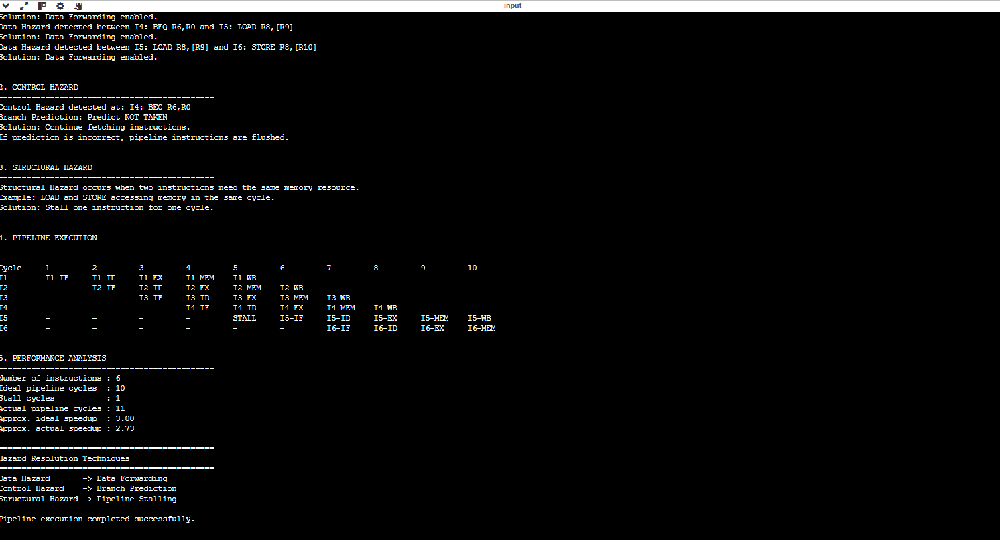 input
Solution: Data Forwarding enabled.
Data Hazard detected between I4: BEQ R6,R0 and I5: LOAD R8,[R9]
Solution: Data Forwarding enabled.
Data Hazard detected between I5: LOAD R8,[R9] and I6: STORE R8,[R10]
Solution: Data Forwarding enabled.
2. CONTROL HAZARD
---------------------------------------------
Control Hazard detected at: I4: BEQ R6,R0
Branch Prediction: Predict NOT TAKEN
Solution: Continue fetching instructions.
If prediction is incorrect, pipeline instructions are flushed.
3. STRUCTURAL HAZARD
---------------------------------------------
Structural Hazard occurs when two instructions need the same memory resource.
Example: LOAD and STORE accessing memory in the same cycle.
Solution: Stall one instruction for one cycle.
4. PIPELINE EXECUTION
---------------------------------------------
Cycle 1 2 3 4 5 6 7 8 9 10
I1 I1-IF I1-ID I1-EX I1-MEM I1-WB - - - - -
I2 - I2-IF I2-ID I2-EX I2-MEM I2-WB - - - -
I3 - - I3-IF I3-ID I3-EX I3-MEM I3-WB - - -
I4 - - - I4-IF I4-ID I4-EX I4-MEM I4-WB - -
I5 - - - - STALL I5-IF I5-ID I5-EX I5-MEM I5-WB
I6 - - - - - - I6-IF I6-ID I6-EX I6-MEM
5. PERFORMANCE ANALYSIS
---------------------------------------------
Number of instructions : 6
Ideal pipeline cycles : 10
Stall cycles : 1
Actual pipeline cycles : 11
Approx. ideal speedup : 3.00
Approx. actual speedup : 2.73
=============================================
Hazard Resolution Techniques
=============================================
Data Hazard -> Data Forwarding
Control Hazard -> Branch Prediction
Structural Hazard -> Pipeline Stalling
Pipeline execution completed successfully.